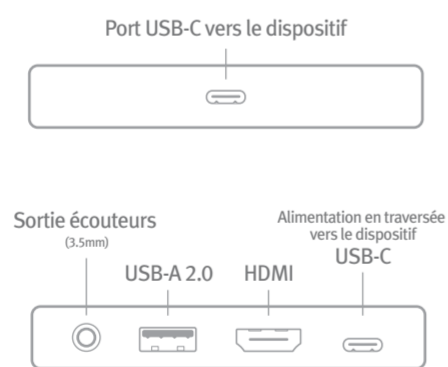 Port USB-C vers le dispositif
Sortie écouteurs
(3.5mm)
USB-A 2.0
HDMI
Alimentation en traversée
vers le dispositif
USB-C